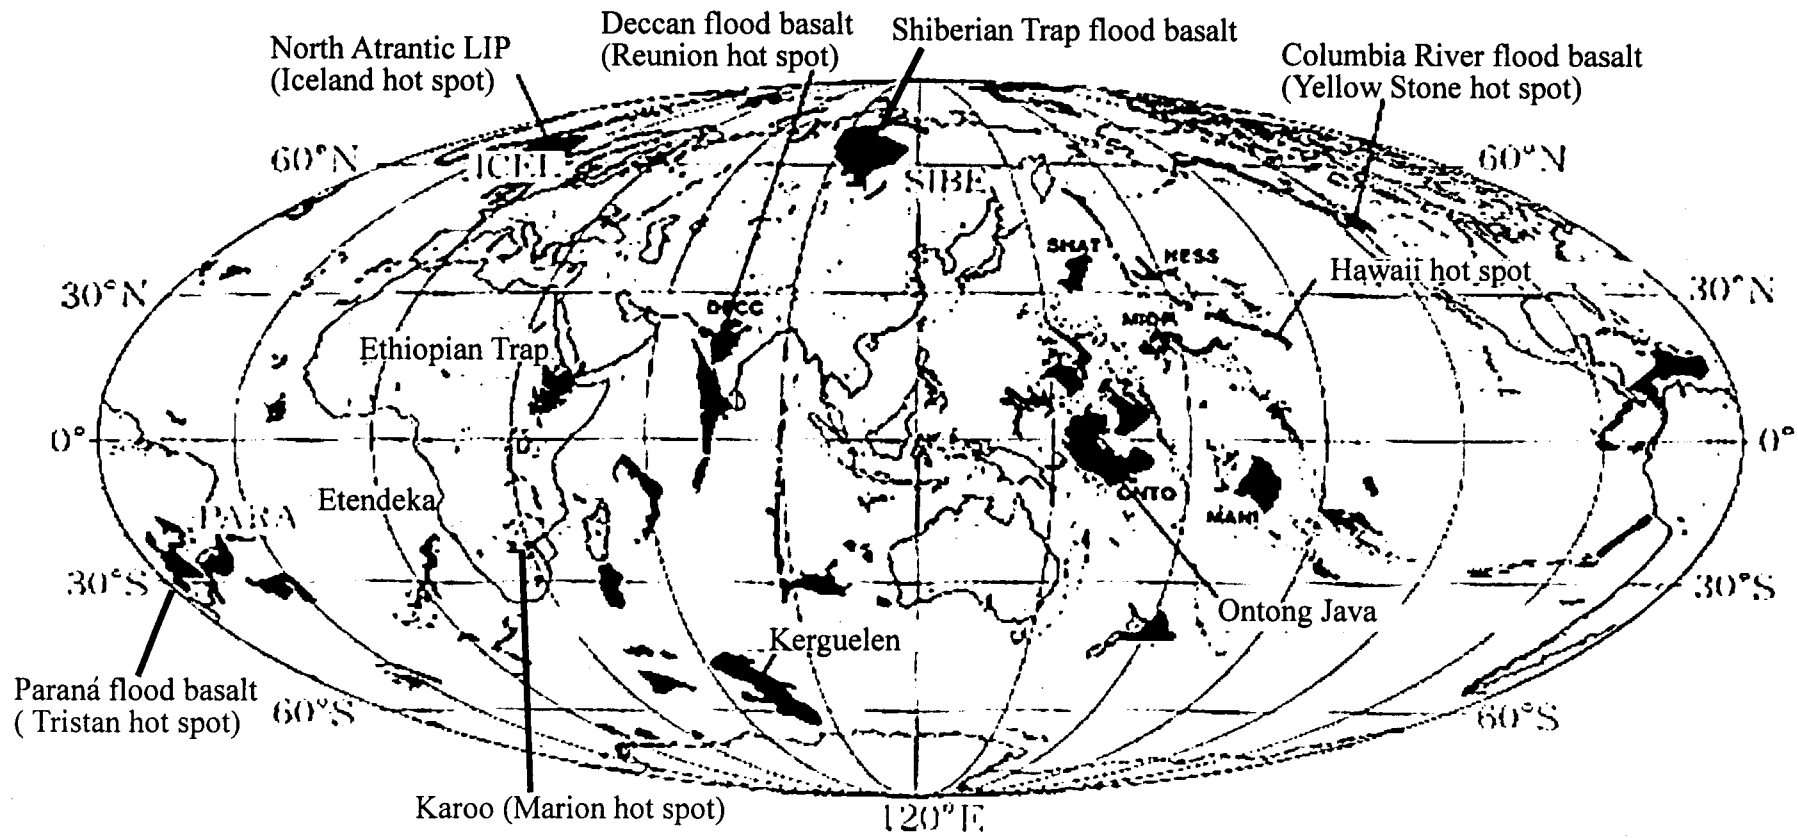 Deccan flood basalt
(Reunion hot spot)
Shiberian Trap flood basalt
North Atrantic LIP
(Iceland hot spot)
Columbia River flood basalt
(Yellow Stone hot spot)
60°N
ICEL
SIBE
60°N
SHAT
HESS
Hawaii hot spot
30°N
30°N
DECC
MIDP
Ethiopian Trap
0°
0°
Etendeka
ONTO
PARA
MANI
30°S
30°S
Ontong Java
Kerguelen
Paraná flood basalt
( Tristan hot spot)
60°S
60°S
Karoo (Marion hot spot)
120°E